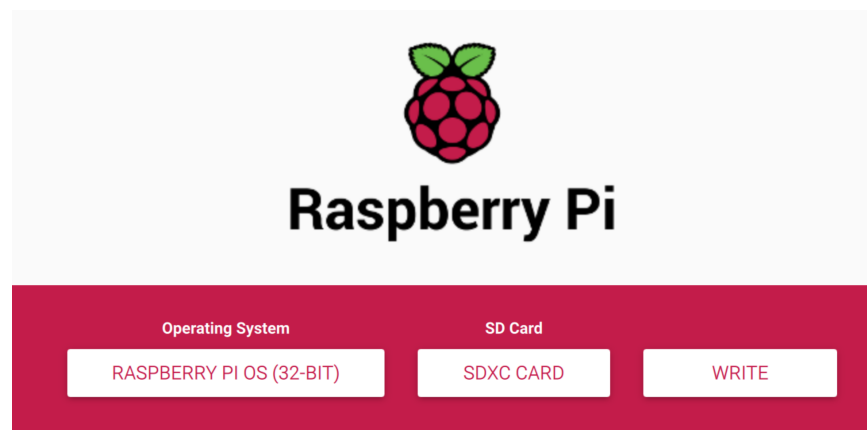 Raspberry Pi
Operating System
SD Card
RASPBERRY PI OS (32-BIT)
SDXC CARD
WRITE